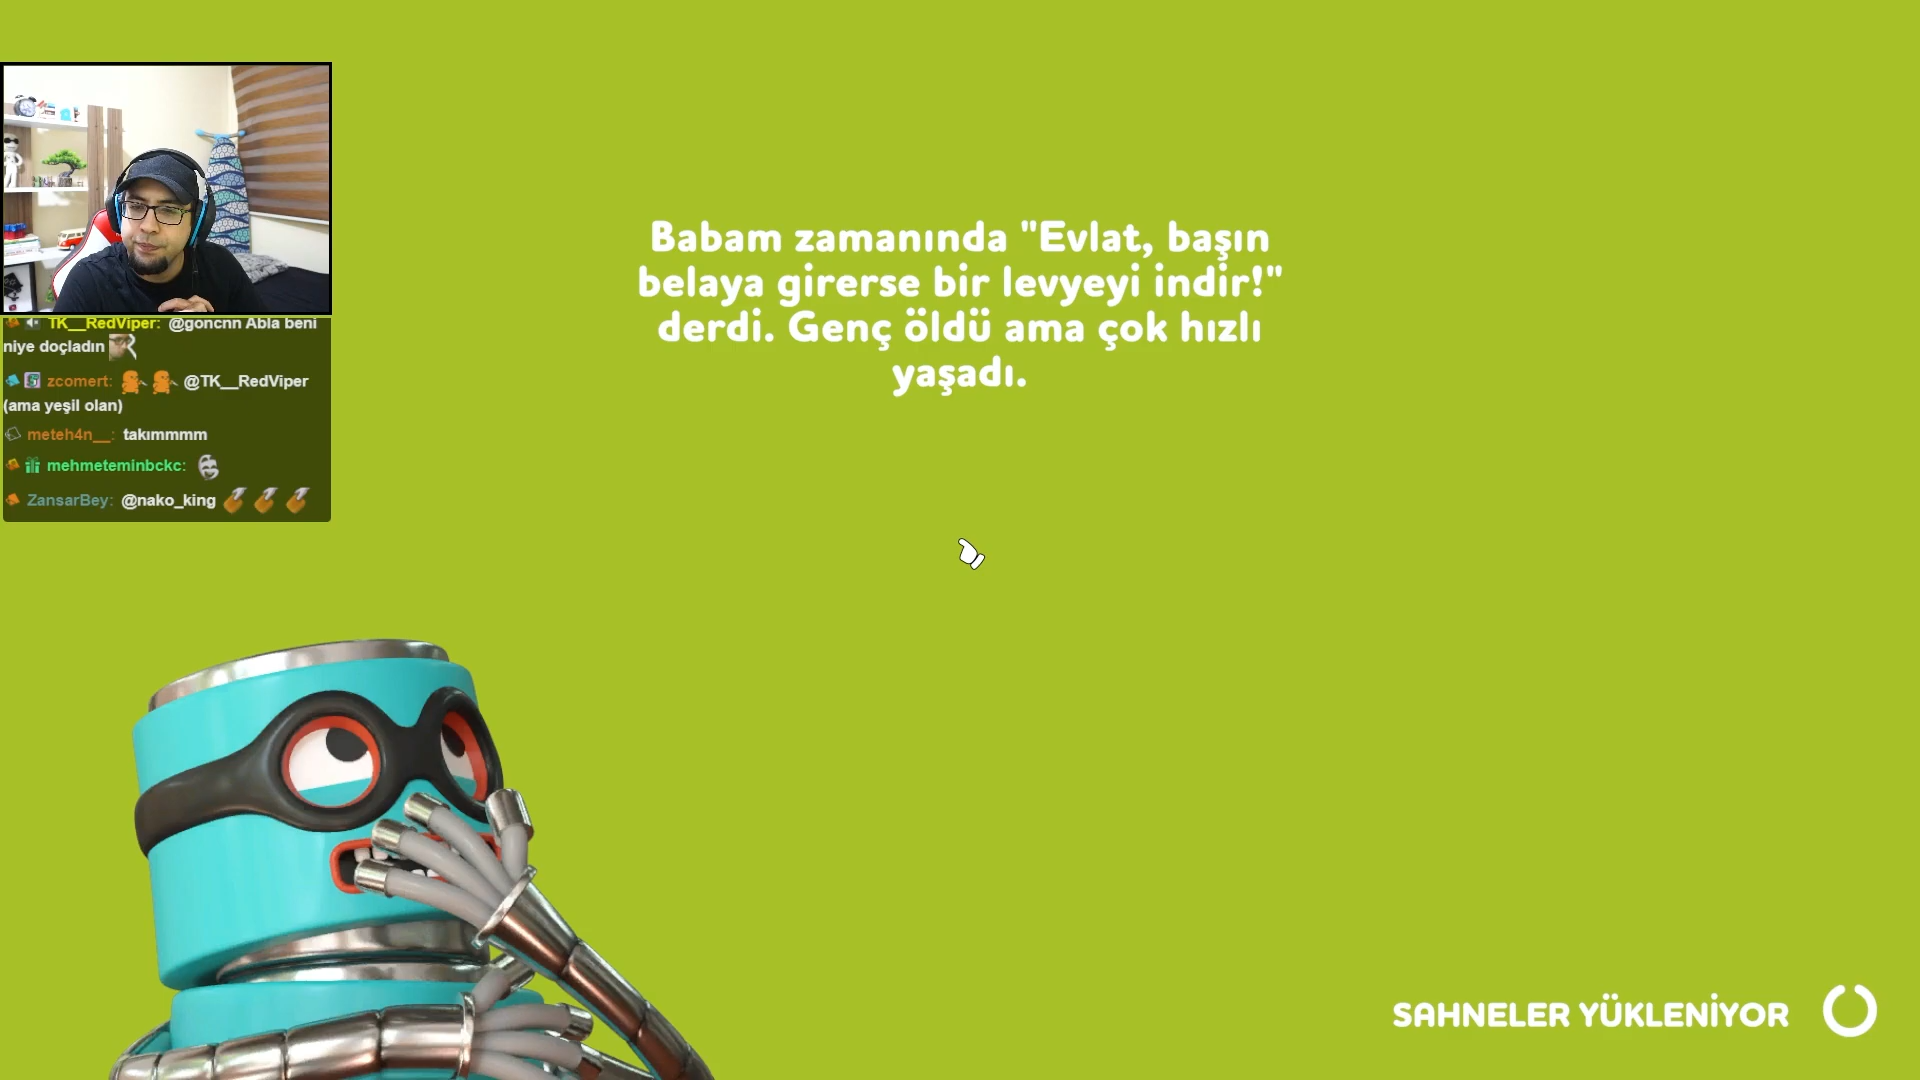 Babam zamanında "Evlat, başın
belaya girerse bir levyeyi indir!"
derdi. Genç öldü ama çok hızlı
yaşadı.
TK__RedViper: @goncnn Abla beni
niye doçladın
zcomert: @TK__RedViper
(ama yeşil olan)
meteh4n__: takımmmm
mehmeteminbckc:
ZansarBey: @nako_king
SAHNELER YÜKLENİYOR